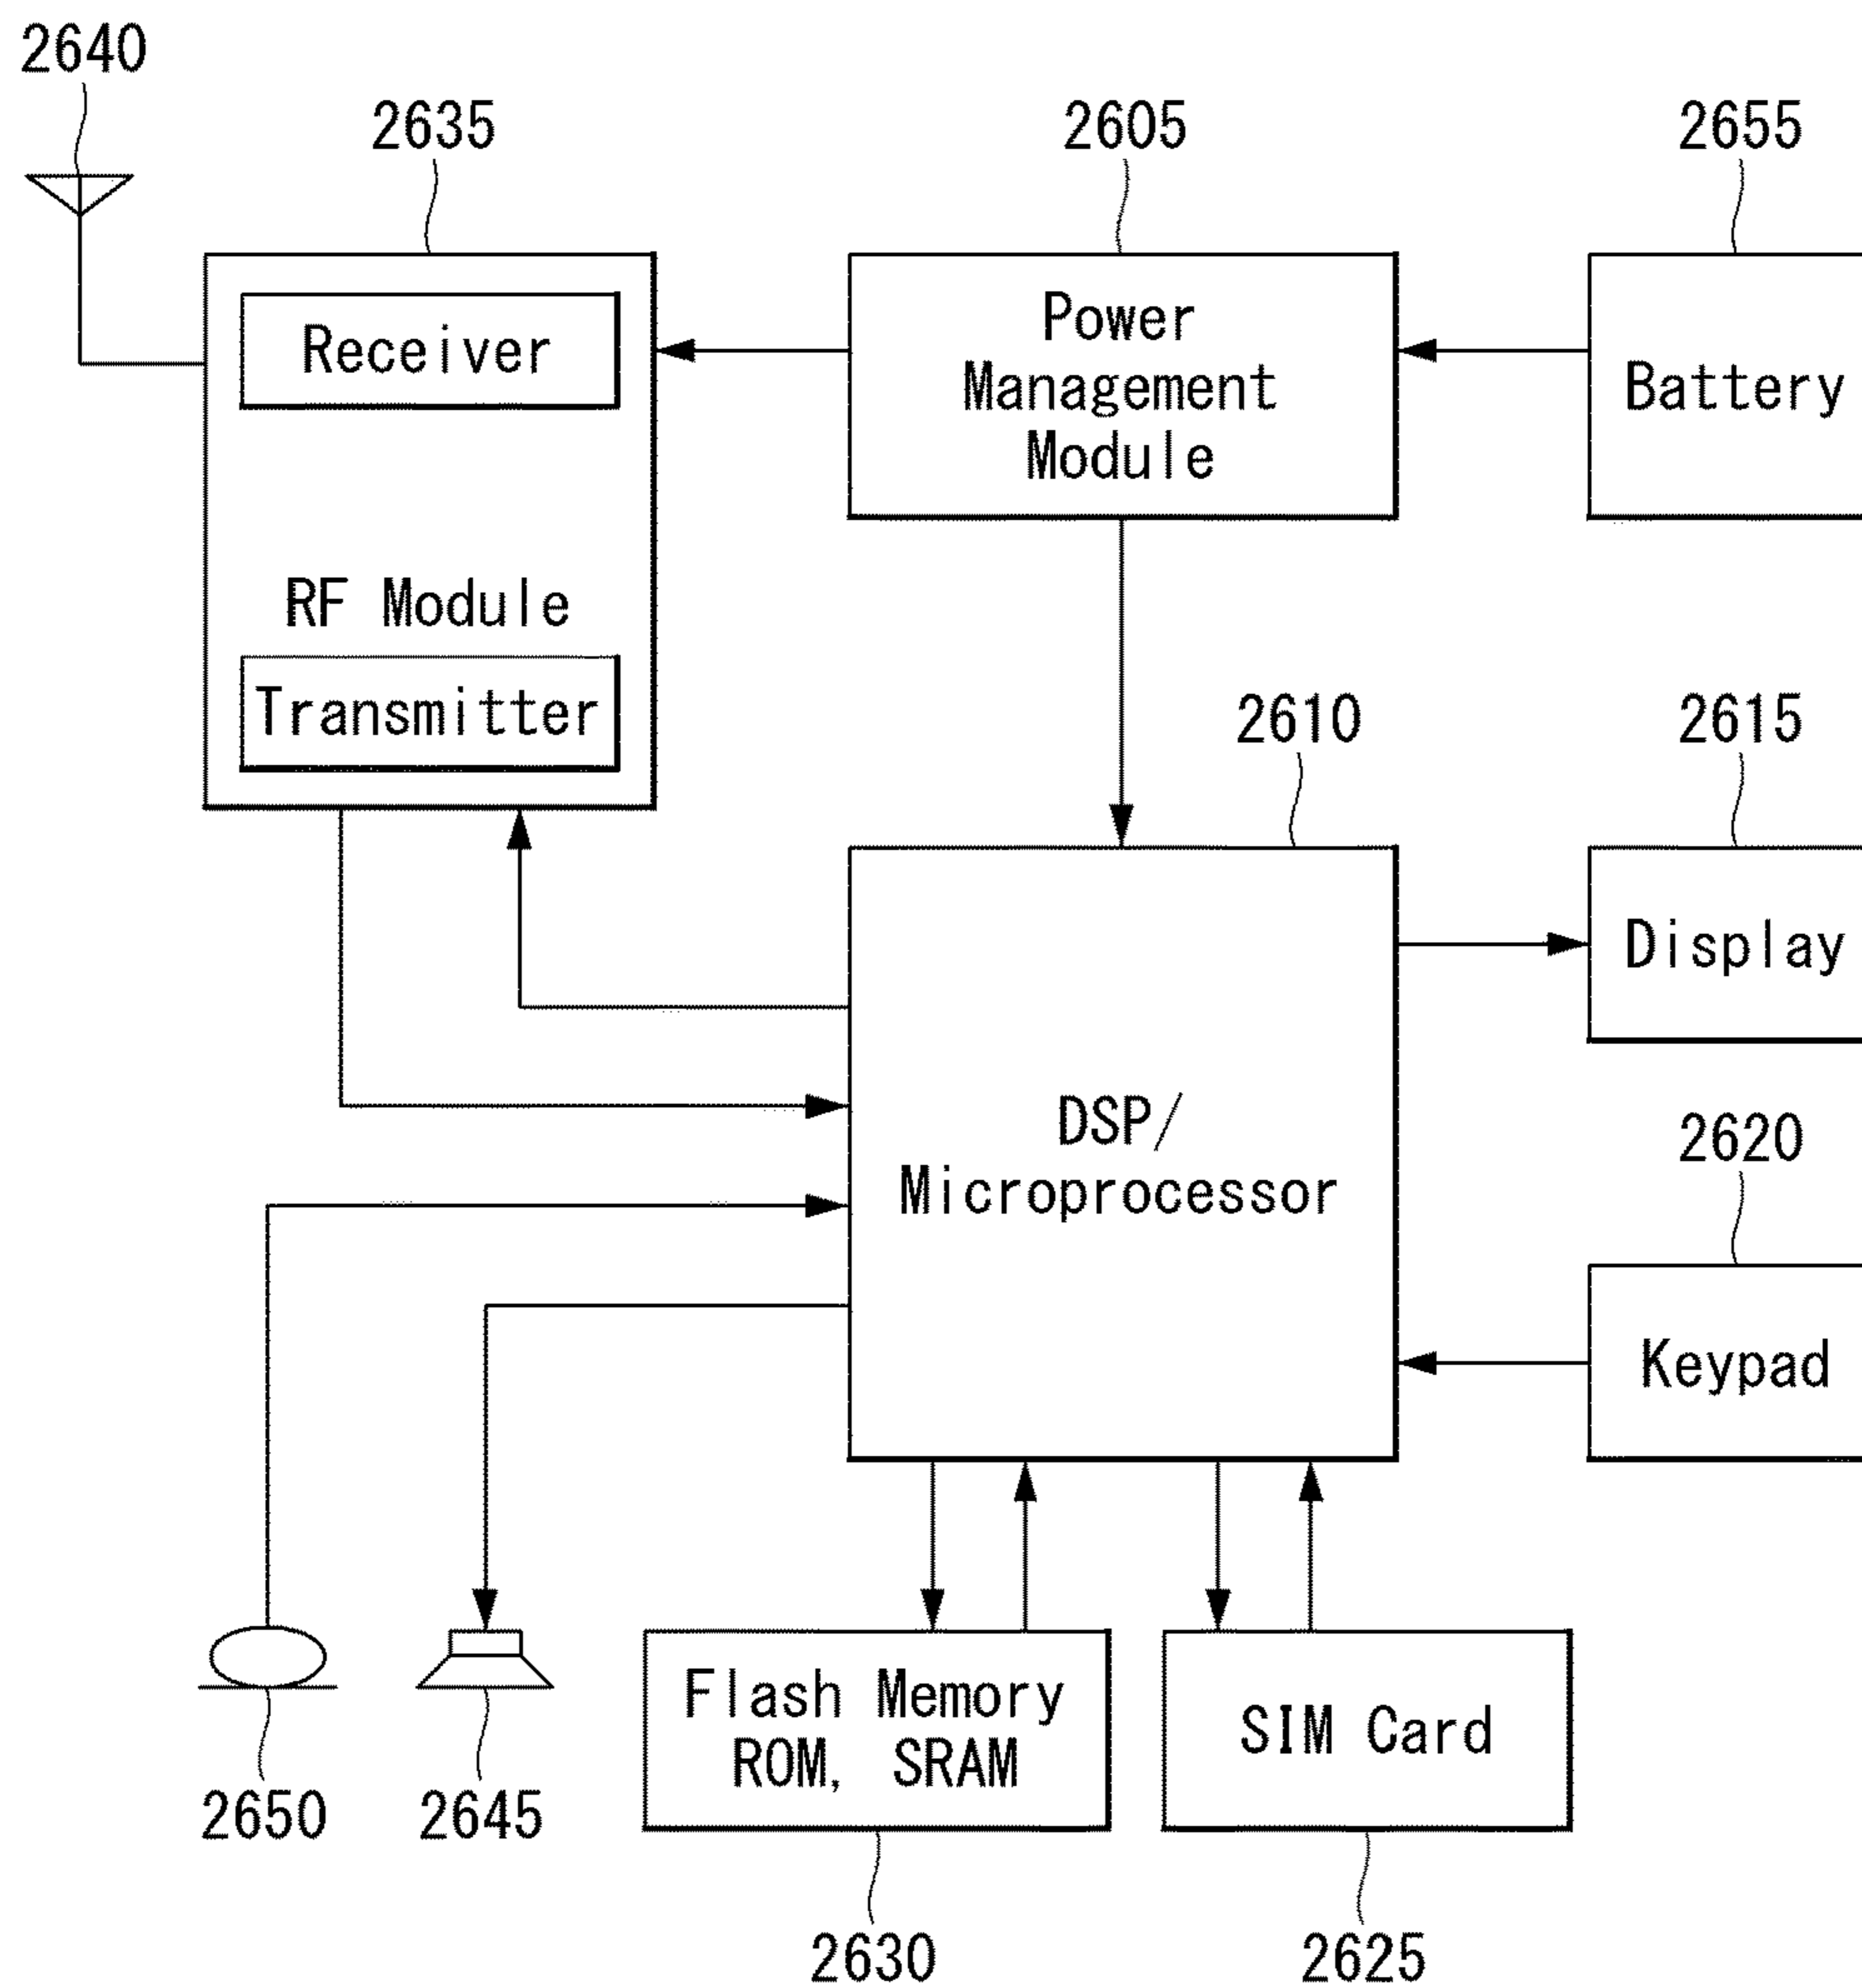 2640
2635
2605
2655
Receiver
RF Module
Transmitter
Power
Management
Module
Battery
2610
2615
DSP/
Microprocessor
Display
2620
Keypad
2650
2645
Flash Memory
ROM, SRAM
SIM Card
2630
2625